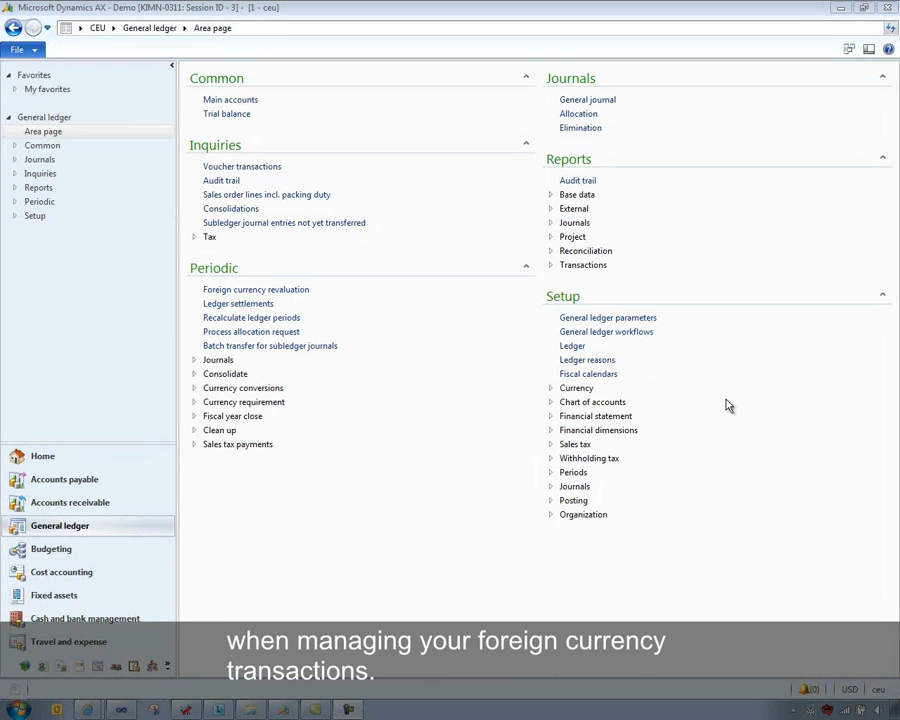 Microsoft Dynamics AX - Demo [KIMN-0311: Session ID - 3] - [1 - ceu]
CEU
General ledger
Area page
File
Favorites
My favorites
General ledger
Area page
Common
Journals
Inquiries
Reports
Periodic
Setup
Home
Accounts payable
Accounts receivable
General ledger
Budgeting
Cost accounting
Fixed assets
Cash and bank management
Travel and expense
Common
Main accounts
Trial balance
Inquiries
Voucher transactions
Audit trail
Sales order lines incl. packing duty
Consolidations
Subledger journal entries not yet transferred
Tax
Periodic
Foreign currency revaluation
Ledger settlements
Recalculate ledger periods
Process allocation request
Batch transfer for subledger journals
Journals
Consolidate
Currency conversions
Currency requirement
Fiscal year close
Clean up
Sales tax payments
Journals
General journal
Allocation
Elimination
Reports
Audit trail
Base data
External
Journals
Project
Reconciliation
Transactions
Setup
General ledger parameters
General ledger workflows
Ledger
Ledger reasons
Fiscal calendars
Currency
Chart of accounts
Financial statement
Financial dimensions
Sales tax
Withholding tax
Periods
Journals
Posting
Organization
when managing your foreign currency
transactions.
(0)
USD
ceu